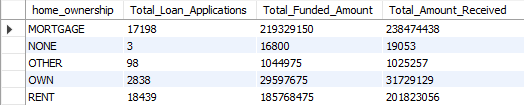 home_ownership Total_Loan_Applications Total_Funded_Amount Total_Amount_Received
MORTGAGE 17198 219329150 238474438
NONE 3 16800 19053
OTHER 98 1044975 1025257
OWN 2838 29597675 31729129
RENT 18439 185768475 201823056